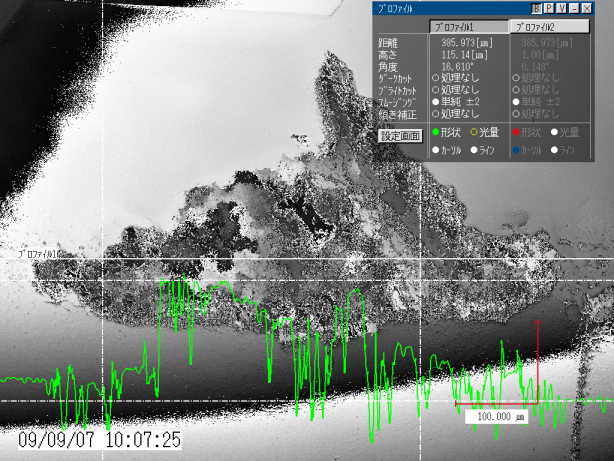 プロファイル
B P V - ×
プロファイル1 プロファイル2
距離 385.973[μm] 385.973[μm]
高さ 115.14[μm] 1.00[μm]
角度 16.610° 0.148°
ダークカット 処理なし 処理なし
ブライトカット 処理なし 処理なし
スムージング 単純 ±2 単純 ±2
傾き補正 処理なし 処理なし
設定画面 形状 光量 形状 光量
カーソル ライン カーソル ライン
プロファイル1
100.000 μm
09/09/07 10:07:25